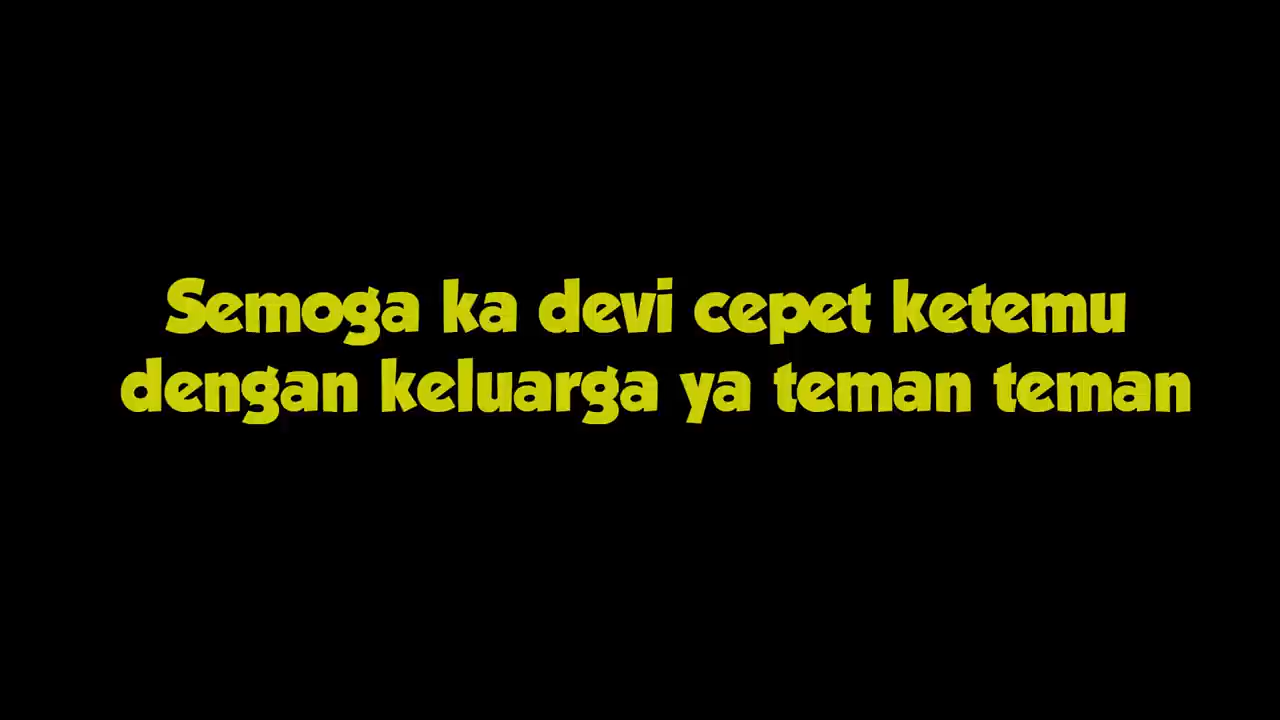 Semoga ka devi cepet ketemu
dengan keluarga ya teman teman